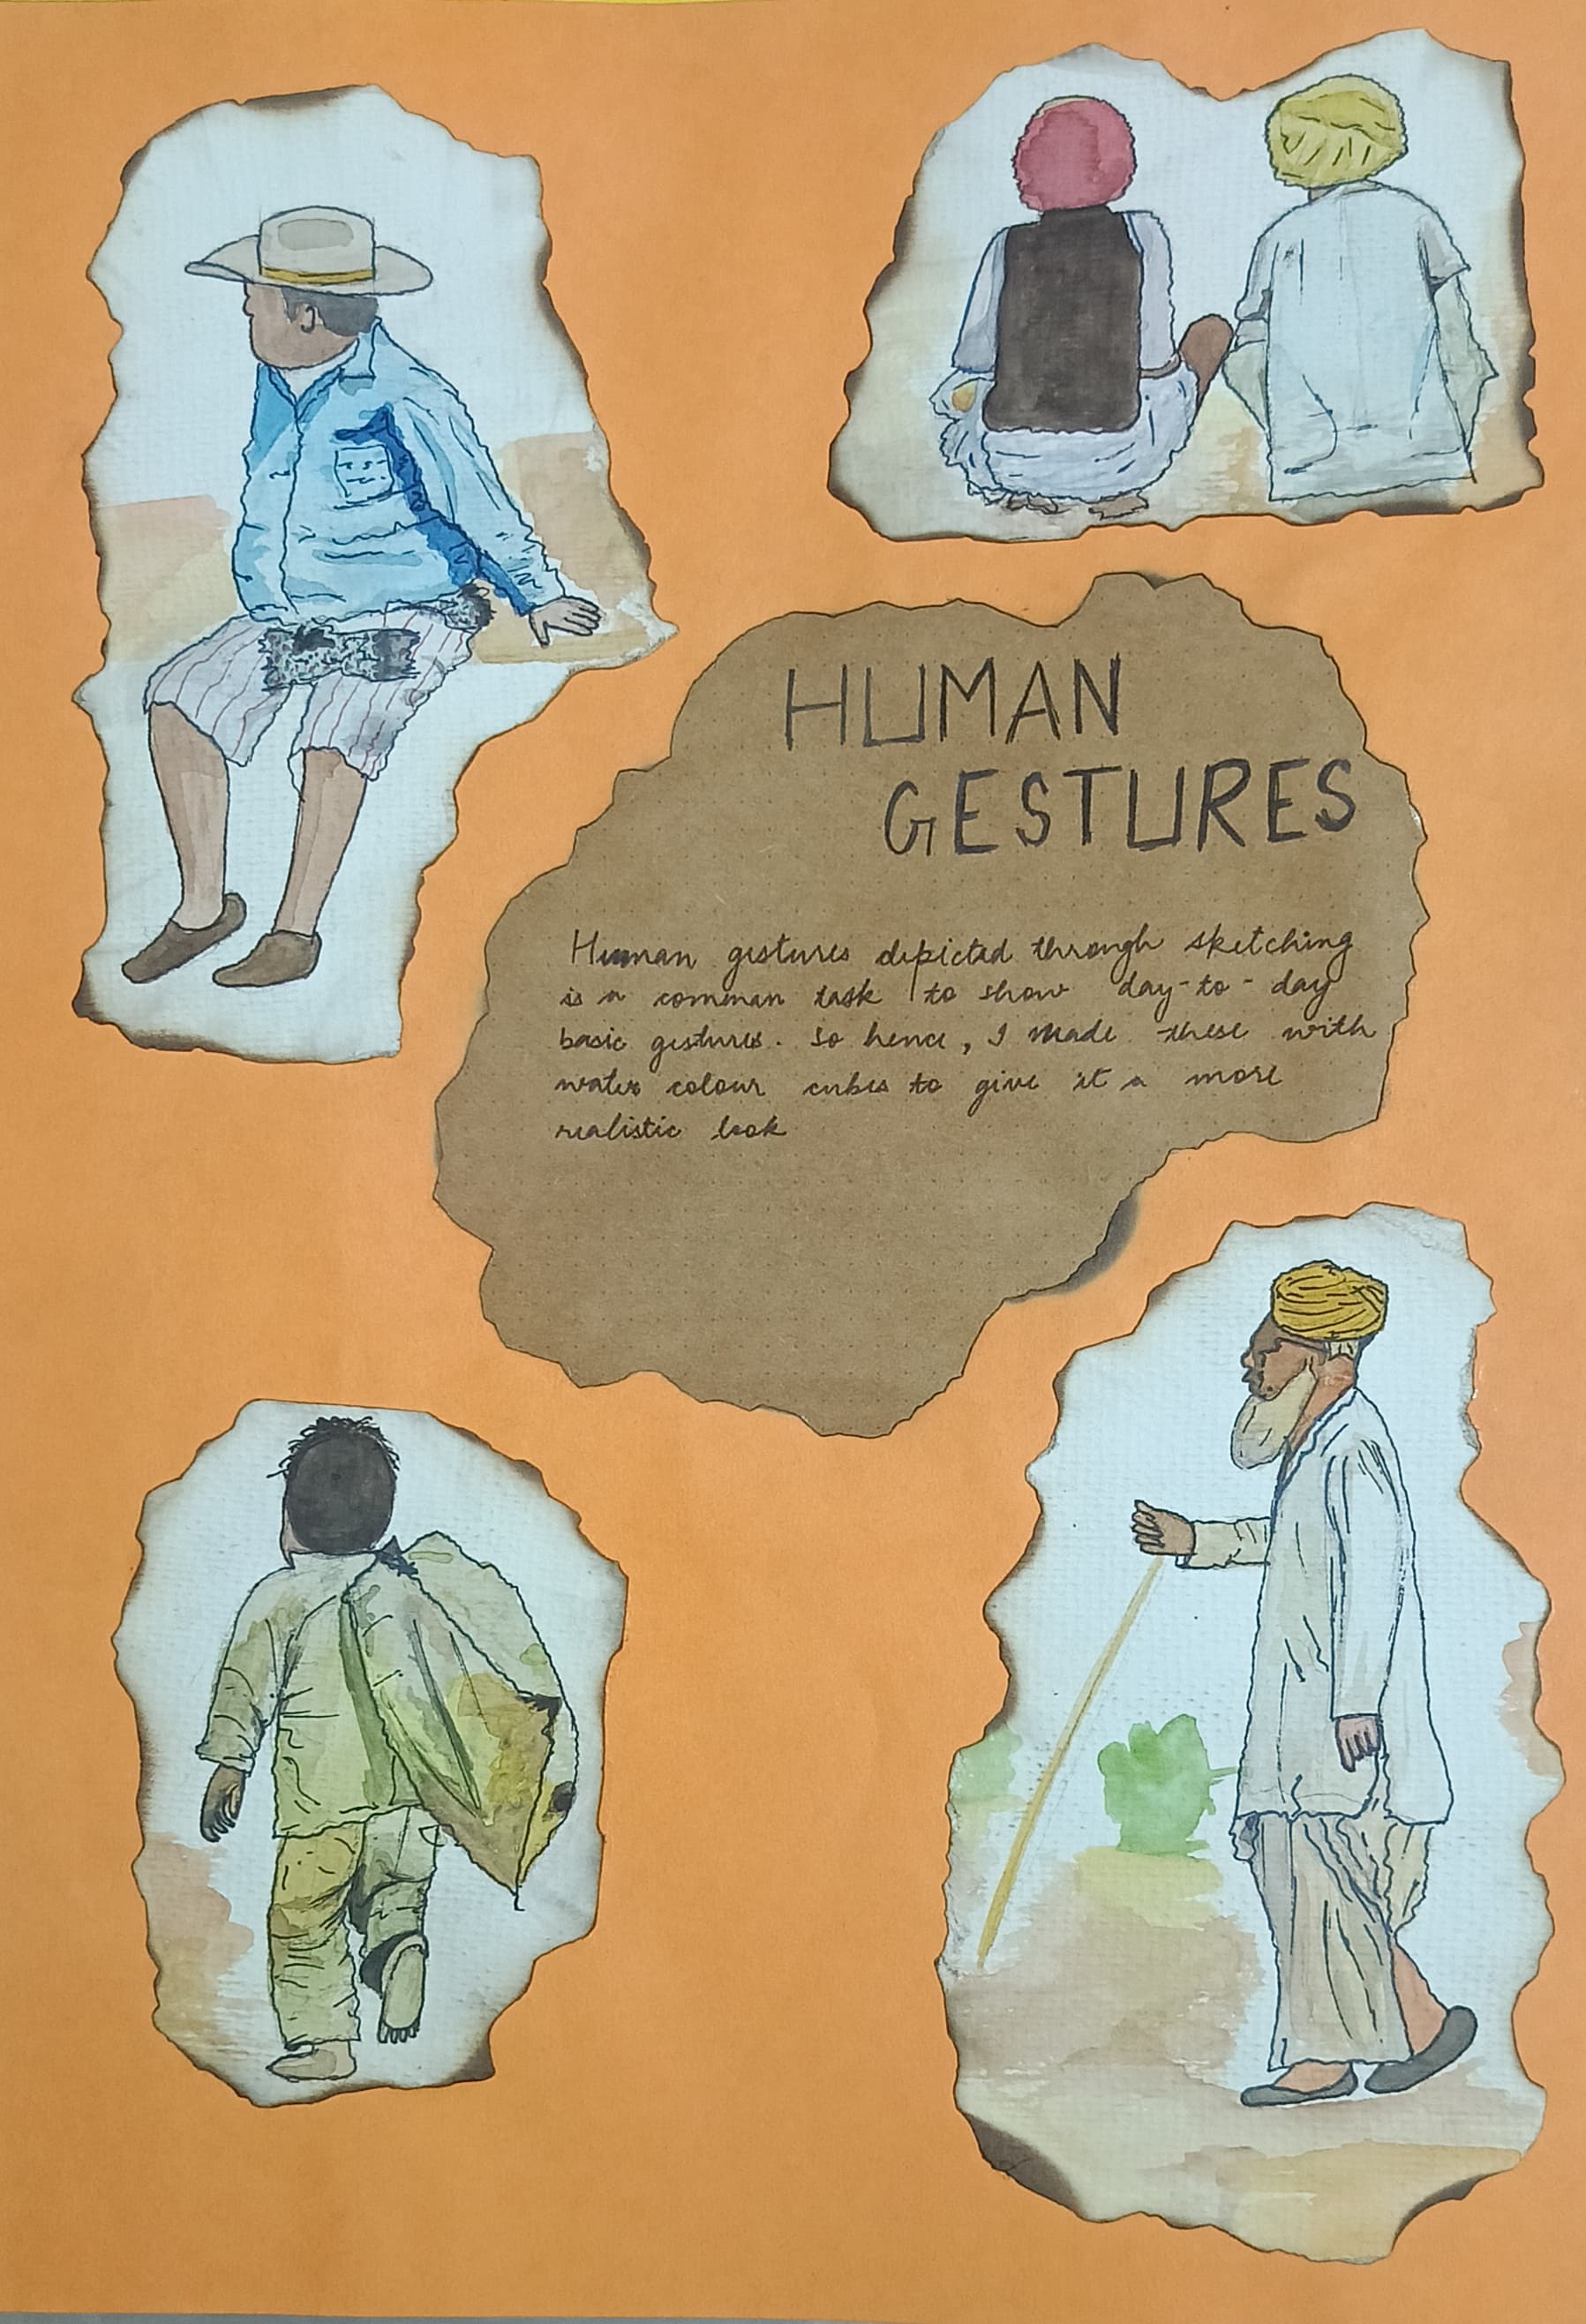 HUMAN
GESTURES
Human gestures depicted through sketching
is a comman task to show day-to-day
basic gestures. So hence, I made these with
water colour cubes to give it a more
realistic look